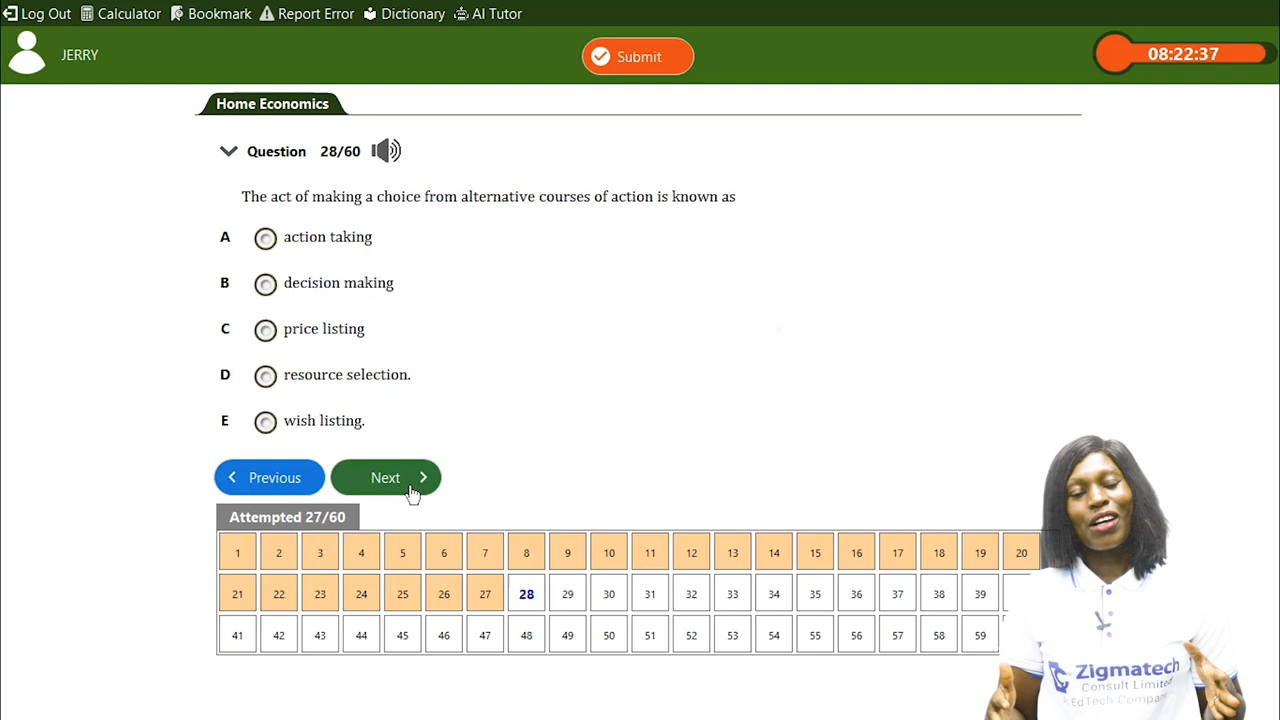 Log Out Calculator Bookmark Report Error Dictionary AI Tutor
JERRY
Submit
08:22:37
Home Economics
Question 28/60
The act of making a choice from alternative courses of action is known as
A action taking
B decision making
C price listing
D resource selection.
E wish listing.
Previous Next
Attempted 27/60
1 2 3 4 5 6 7 8 9 10 11 12 13 14 15 16 17 18 19 20
21 22 23 24 25 26 27 28 29 30 31 32 33 34 35 36 37 38 39
41 42 43 44 45 46 47 48 49 50 51 52 53 54 55 56 57 58 59
Zigmatech
Consult Limited
EdTech Compa